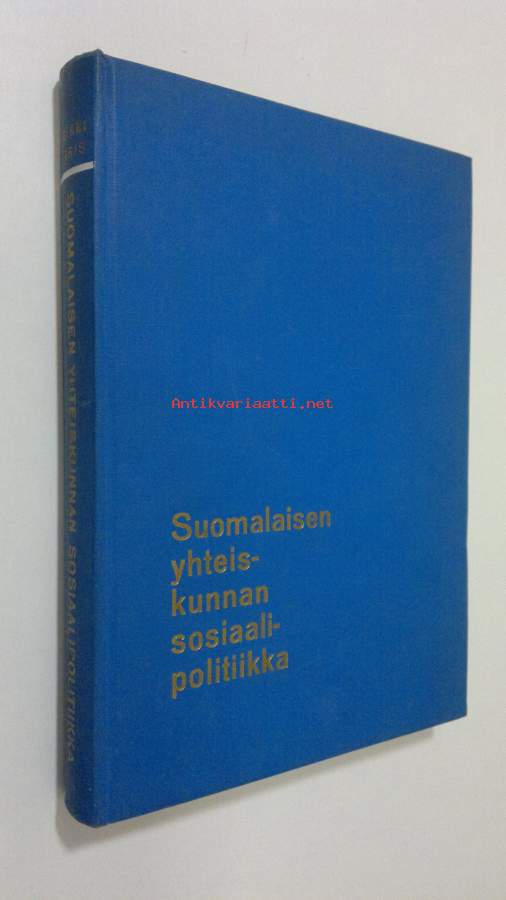 SUOMALAISEN YHTEISKUNNAN SOSIAALIPOLITIIKKA
Antikvariaatti.net
Suomalaisen
yhteis-
kunnan
sosiaali-
politiikka